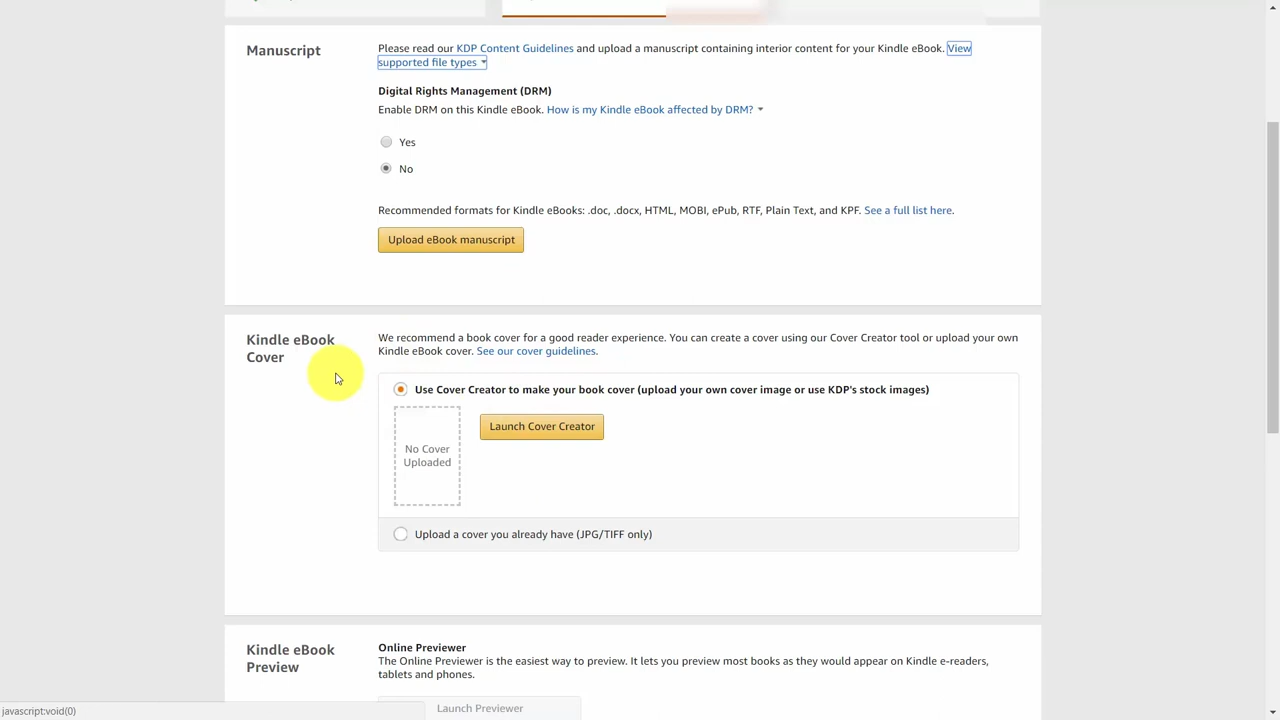 Manuscript
Please read our KDP Content Guidelines and upload a manuscript containing interior content for your Kindle eBook. View
supported file types
Digital Rights Management (DRM)
Enable DRM on this Kindle eBook. How is my Kindle eBook affected by DRM?
Yes
No
Recommended formats for Kindle eBooks: .doc, .docx, HTML, MOBI, ePub, RTF, Plain Text, and KPF. See a full list here.
Upload eBook manuscript
Kindle eBook
Cover
We recommend a book cover for a good reader experience. You can create a cover using our Cover Creator tool or upload your own
Kindle eBook cover. See our cover guidelines.
Use Cover Creator to make your book cover (upload your own cover image or use KDP's stock images)
Launch Cover Creator
No Cover
Uploaded
Upload a cover you already have (JPG/TIFF only)
Kindle eBook
Preview
Online Previewer
The Online Previewer is the easiest way to preview. It lets you preview most books as they would appear on Kindle e-readers,
tablets and phones.
Launch Previewer
javascript:void(0)